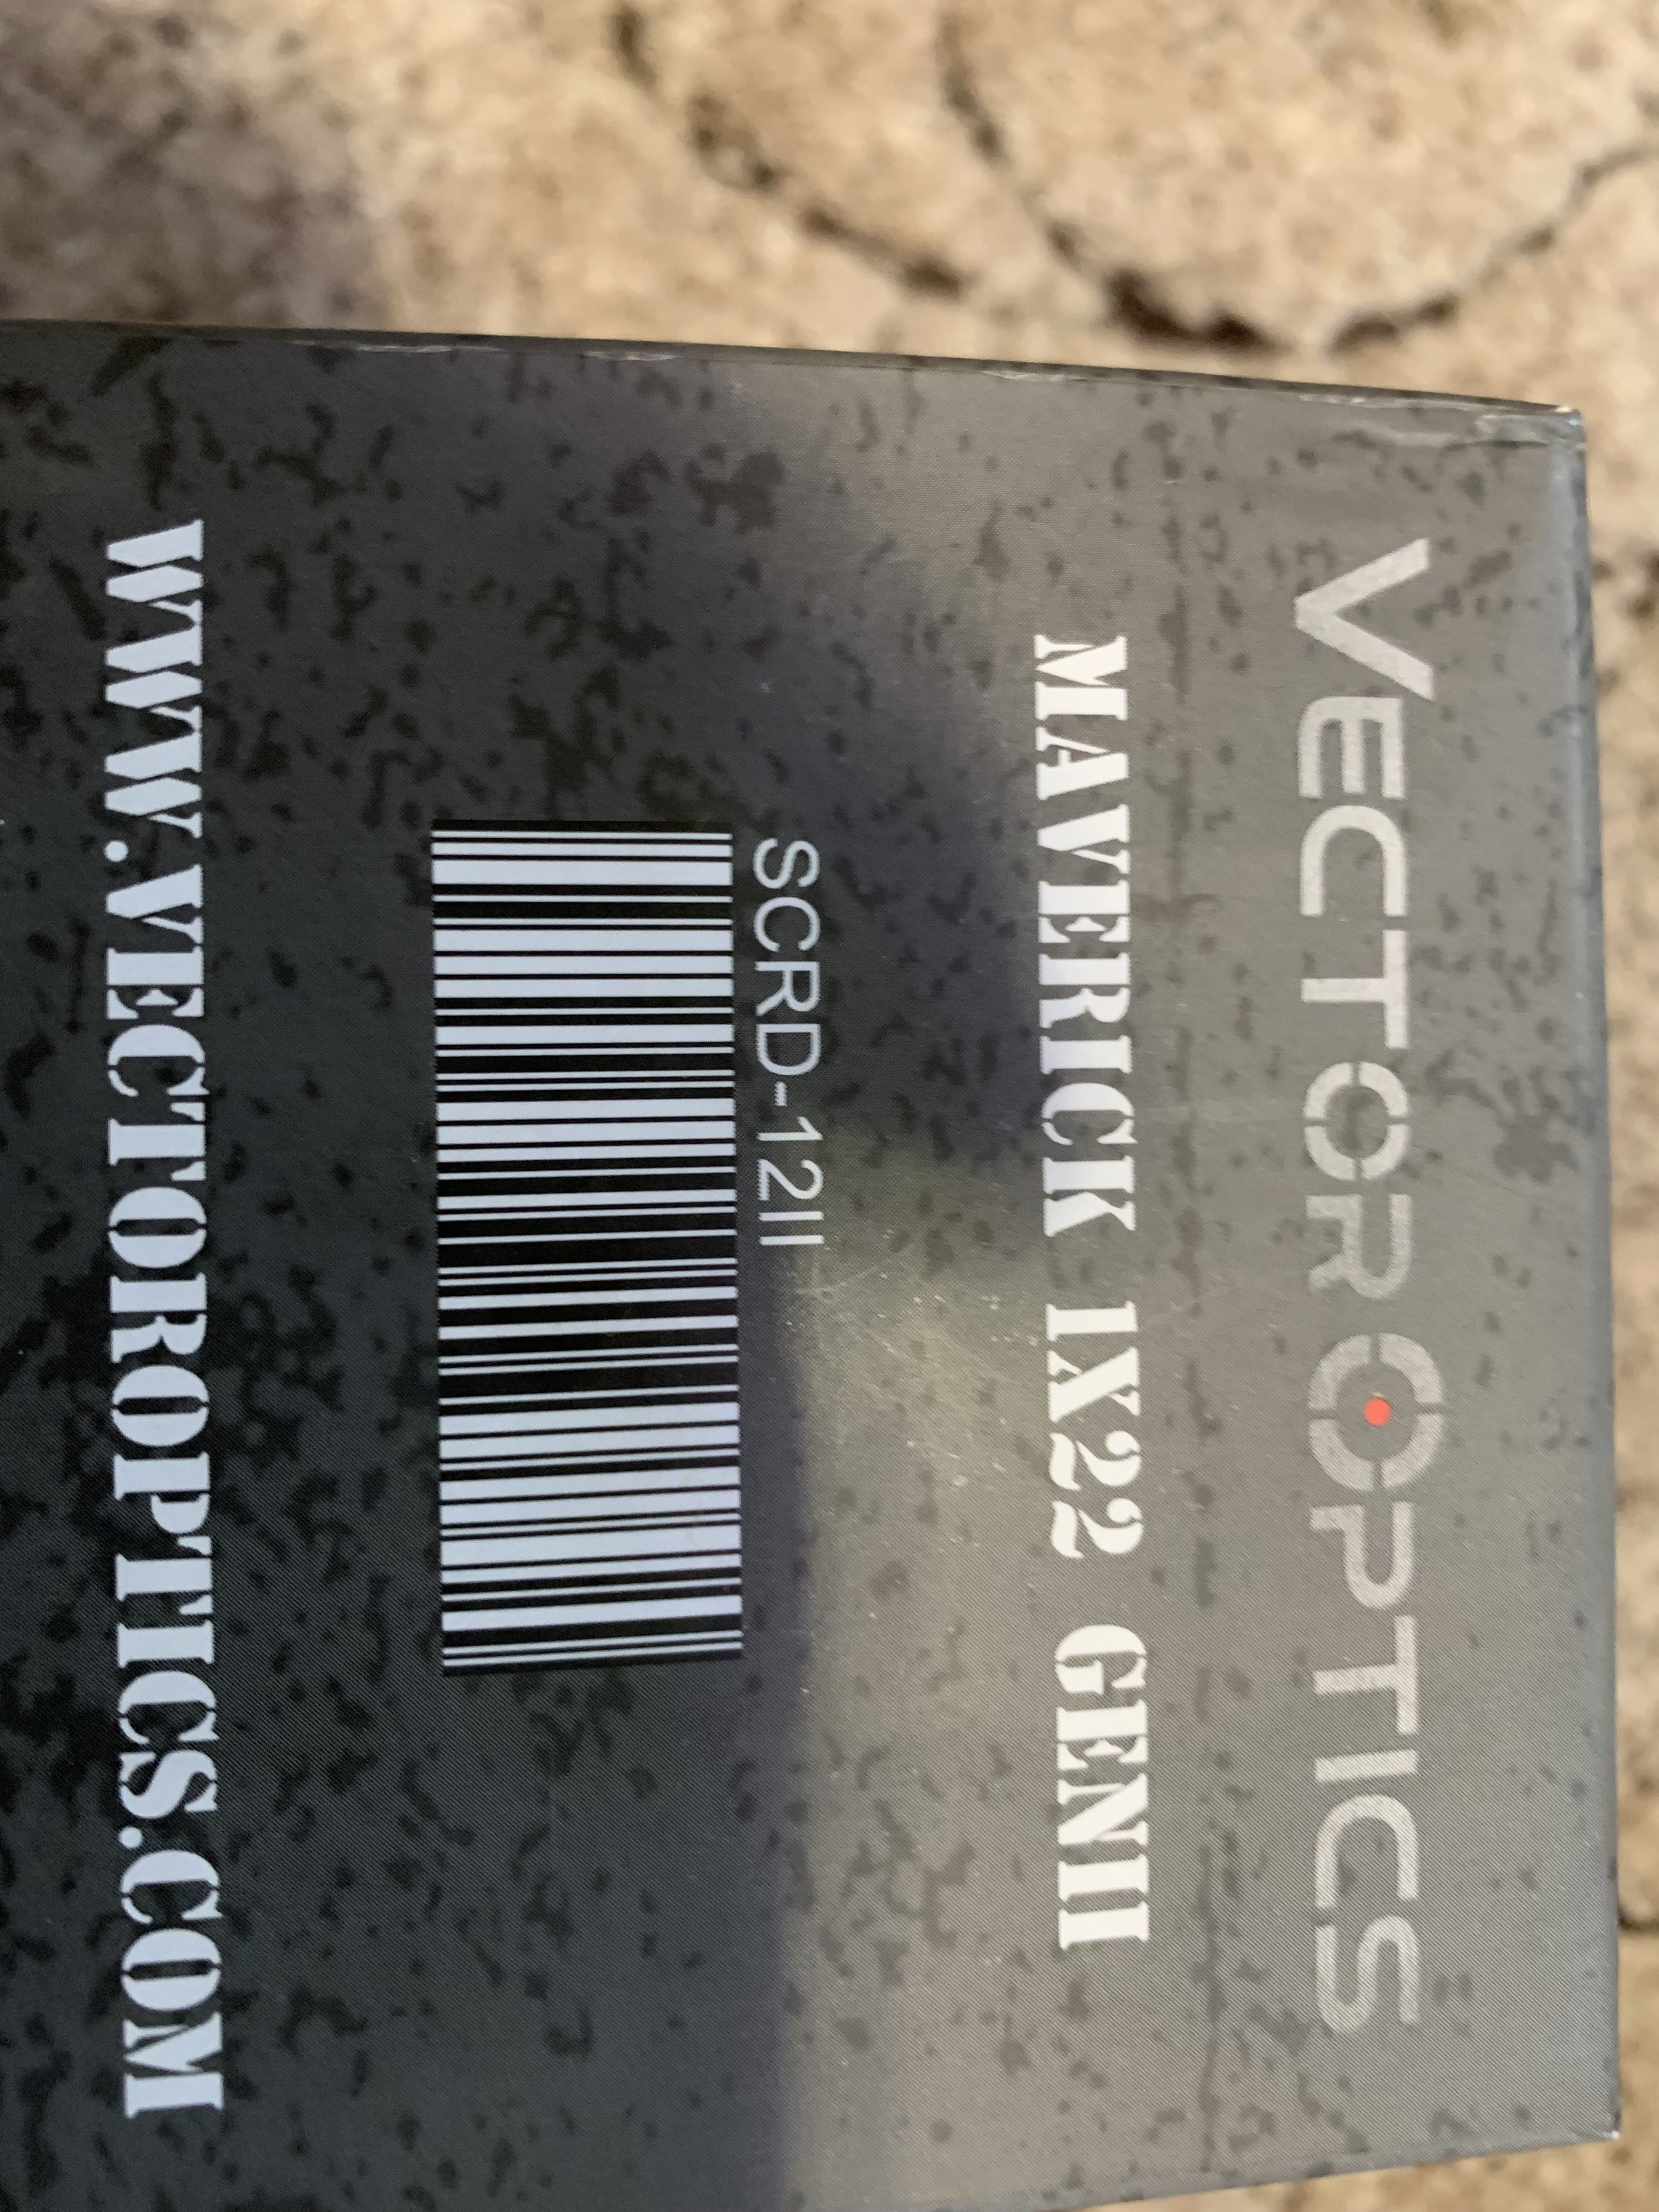 VECTOR OPTICS
MAVERICK 1X22 GENII
SCRD-12II
WWW.VECTOROPTICS.COM